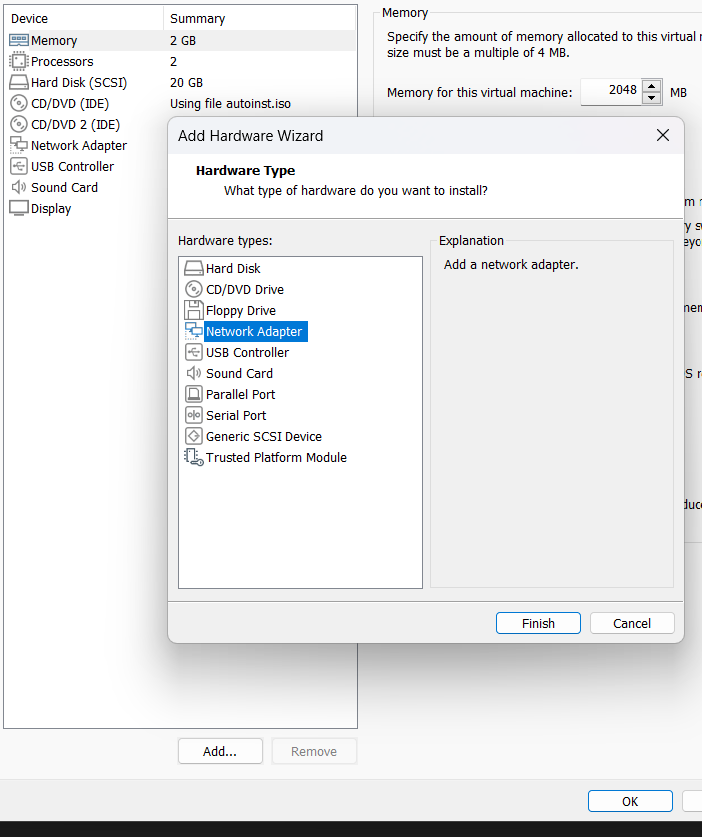 Device Summary
Memory 2 GB
Processors 2
Hard Disk (SCSI) 20 GB
CD/DVD (IDE) Using file autoinst.iso
CD/DVD 2 (IDE)
Network Adapter
USB Controller
Sound Card
Display
Memory
Specify the amount of memory allocated to this virtual
size must be a multiple of 4 MB.
Memory for this virtual machine: 2048 MB
Add Hardware Wizard
Hardware Type
What type of hardware do you want to install?
Hardware types:
Hard Disk
CD/DVD Drive
Floppy Drive
Network Adapter
USB Controller
Sound Card
Parallel Port
Serial Port
Generic SCSI Device
Trusted Platform Module
Explanation
Add a network adapter.
Finish Cancel
Add... Remove
OK